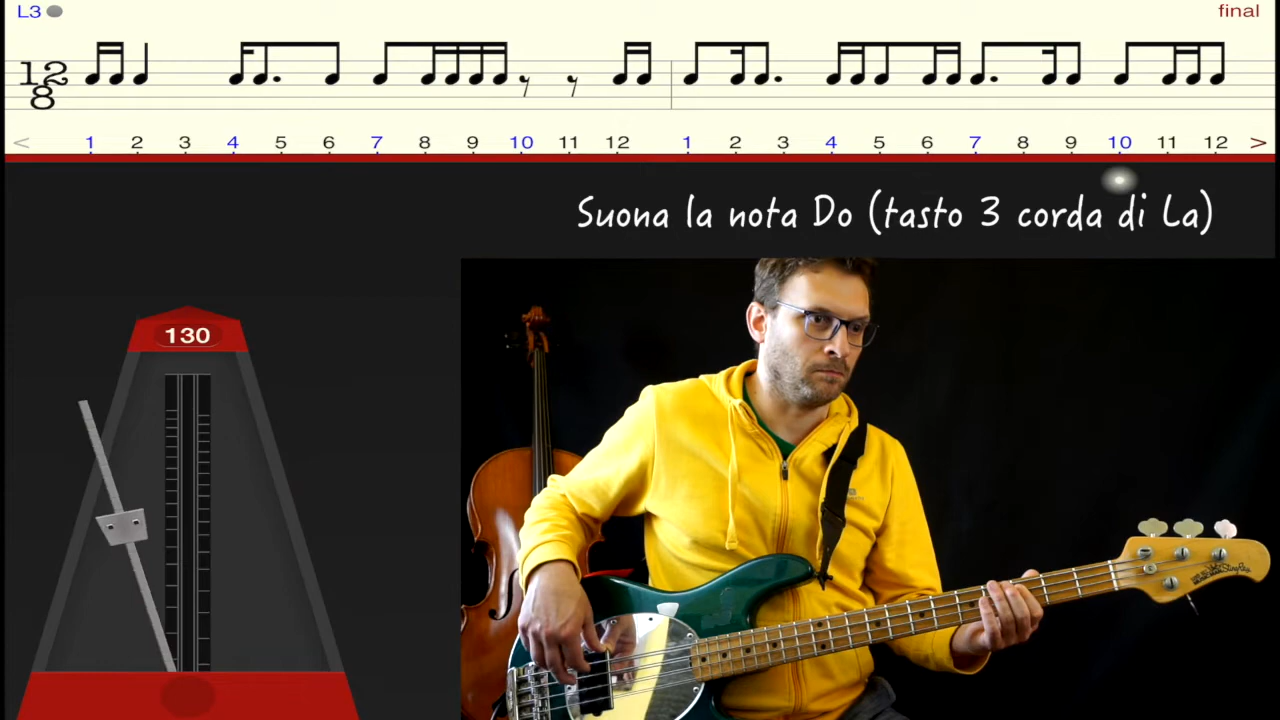 L3 final
12
8
< 1 2 3 4 5 6 7 8 9 10 11 12 1 2 3 4 5 6 7 8 9 10 11 12 >
Suona la nota Do (tasto 3 corda di La)
130
StingRay